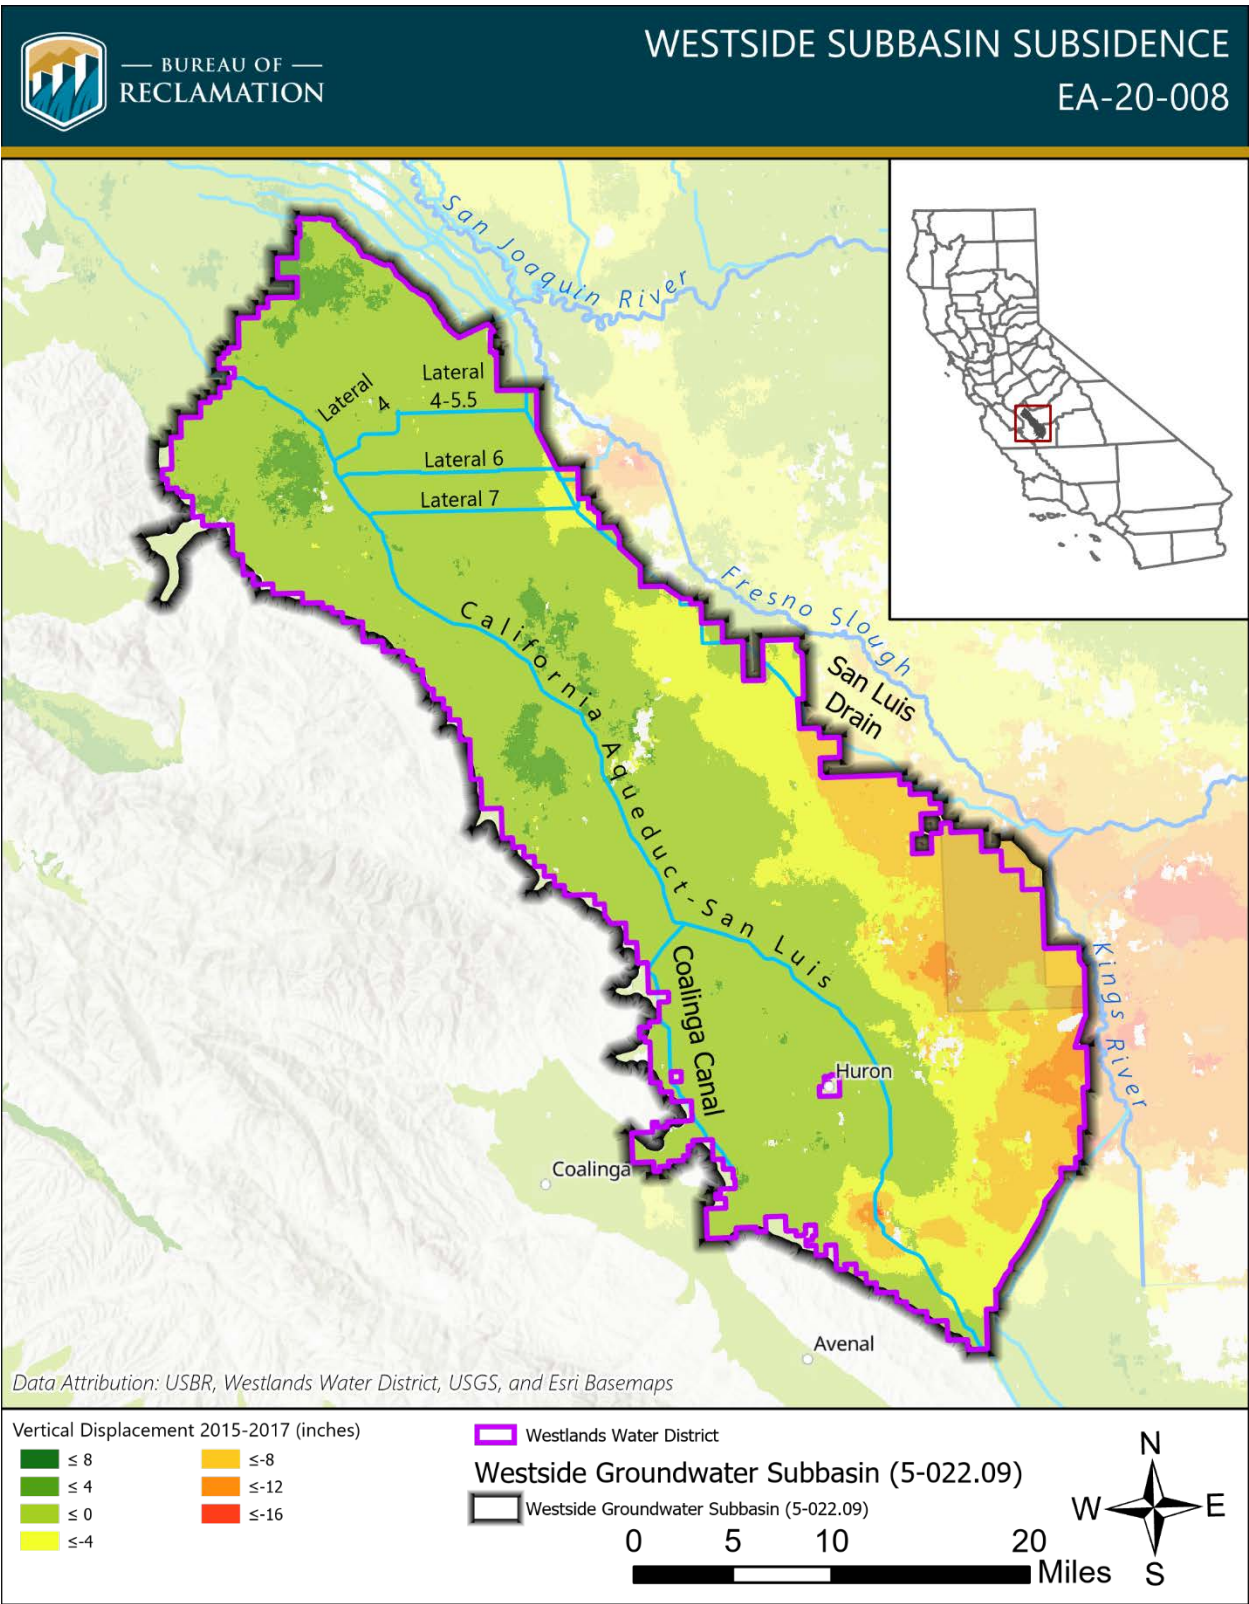 BUREAU OF
RECLAMATION
WESTSIDE SUBBASIN SUBSIDENCE
EA-20-008
San Joaquin River
Lateral 4
Lateral
4-5.5
Lateral 6
Lateral 7
Fresno Slough
San Luis
Drain
California Aqueduct-San Luis
Coalinga Canal
Kings River
Huron
Coalinga
Avenal
Data Attribution: USBR, Westlands Water District, USGS, and Esri Basemaps
Vertical Displacement 2015-2017 (inches)
≤ 8
≤ 4
≤ 0
≤-4
≤-8
≤-12
≤-16
Westlands Water District
Westside Groundwater Subbasin (5-022.09)
Westside Groundwater Subbasin (5-022.09)
0 5 10 20
Miles
N
W E
S